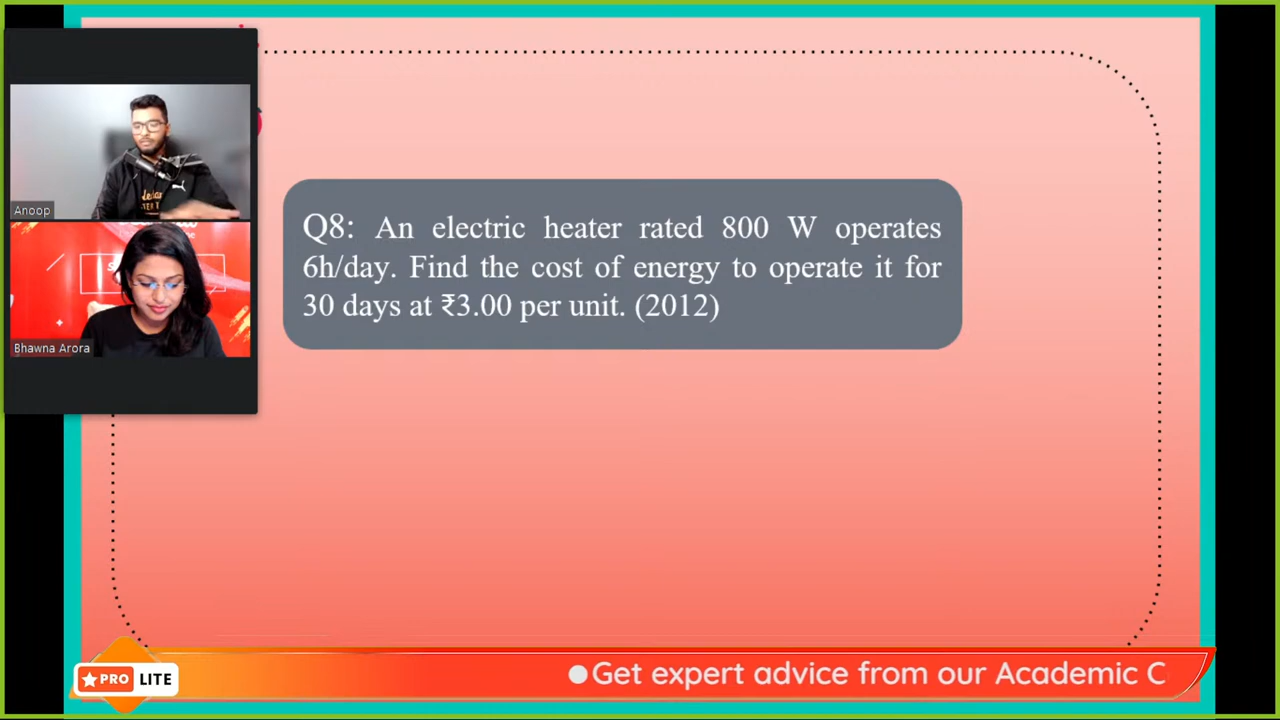 Anoop
Bhawna Arora
Q8: An electric heater rated 800 W operates
6h/day. Find the cost of energy to operate it for
30 days at ₹3.00 per unit. (2012)
PRO LITE
Get expert advice from our Academic C